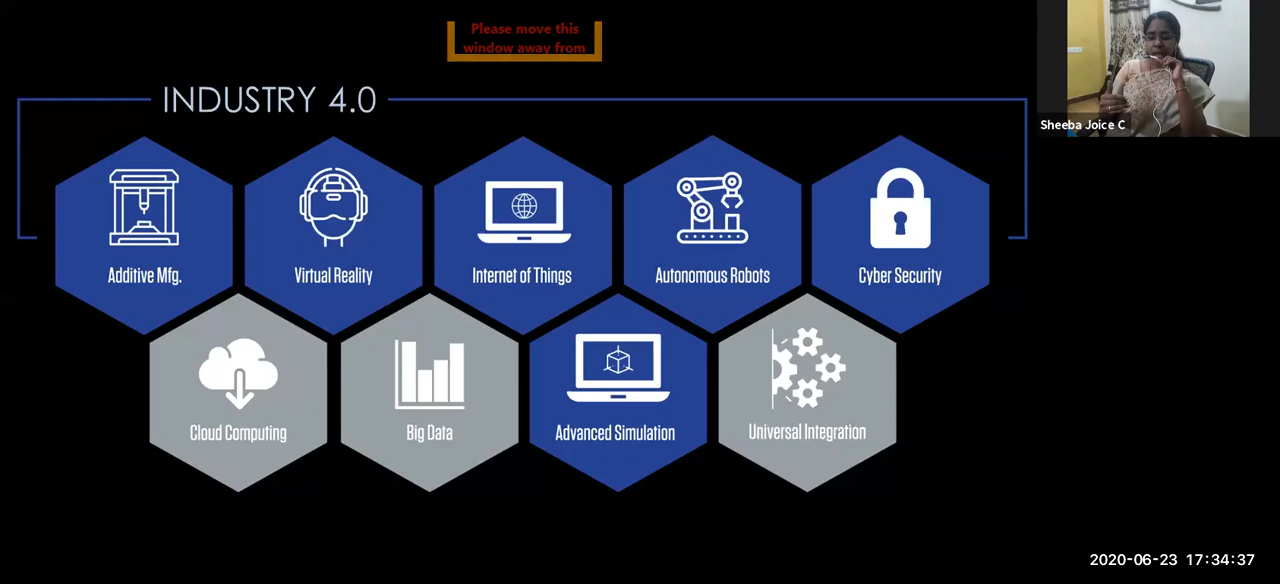 Please move this
window away from
Sheeba Joice C
INDUSTRY 4.0
Additive Mfg.
Virtual Reality
Internet of Things
Autonomous Robots
Cyber Security
Cloud Computing
Big Data
Advanced Simulation
Universal Integration
2020-06-23 17:34:37